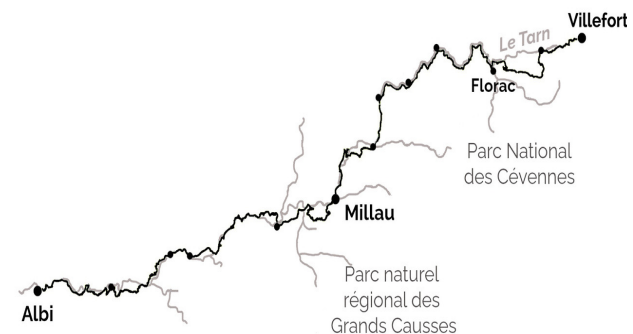 Villefort
Le Tarn
Florac
Parc National
des Cévennes
Millau
Parc naturel
régional des
Grands Causses
Albi